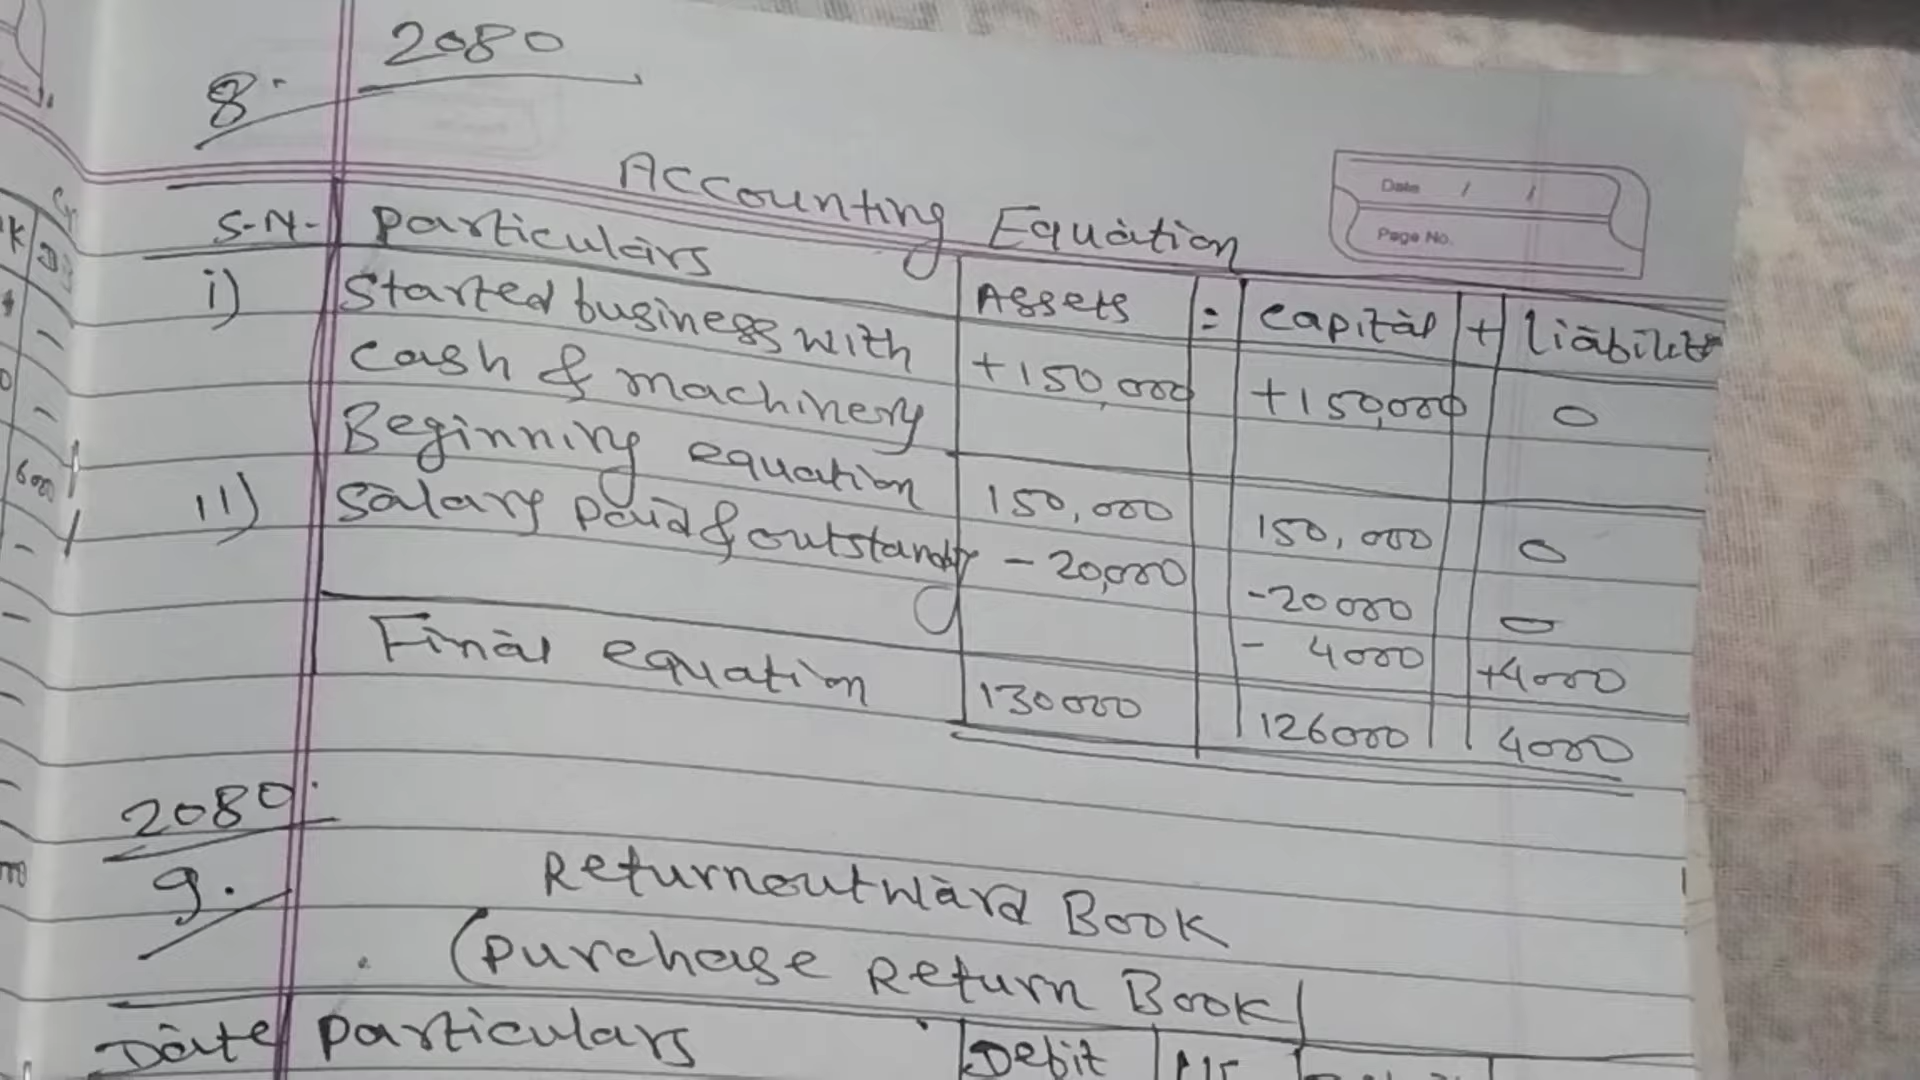 2080
8.
Date / /
Page No.
Accounting Equation
S.N. Particulars Assets = Capital +
i) Started business with +150,000 +150,000 0
Cash & machinery
Beginning equation 150,000 150,000 0
ii) Salary paid & outstanding -20,000 -20000 0
- 4000 +4000
Final equation 130000 126000 4000
2080
9.
Returnoutward Book
(Purchase Return Book)
Date Particulars Debit
6000